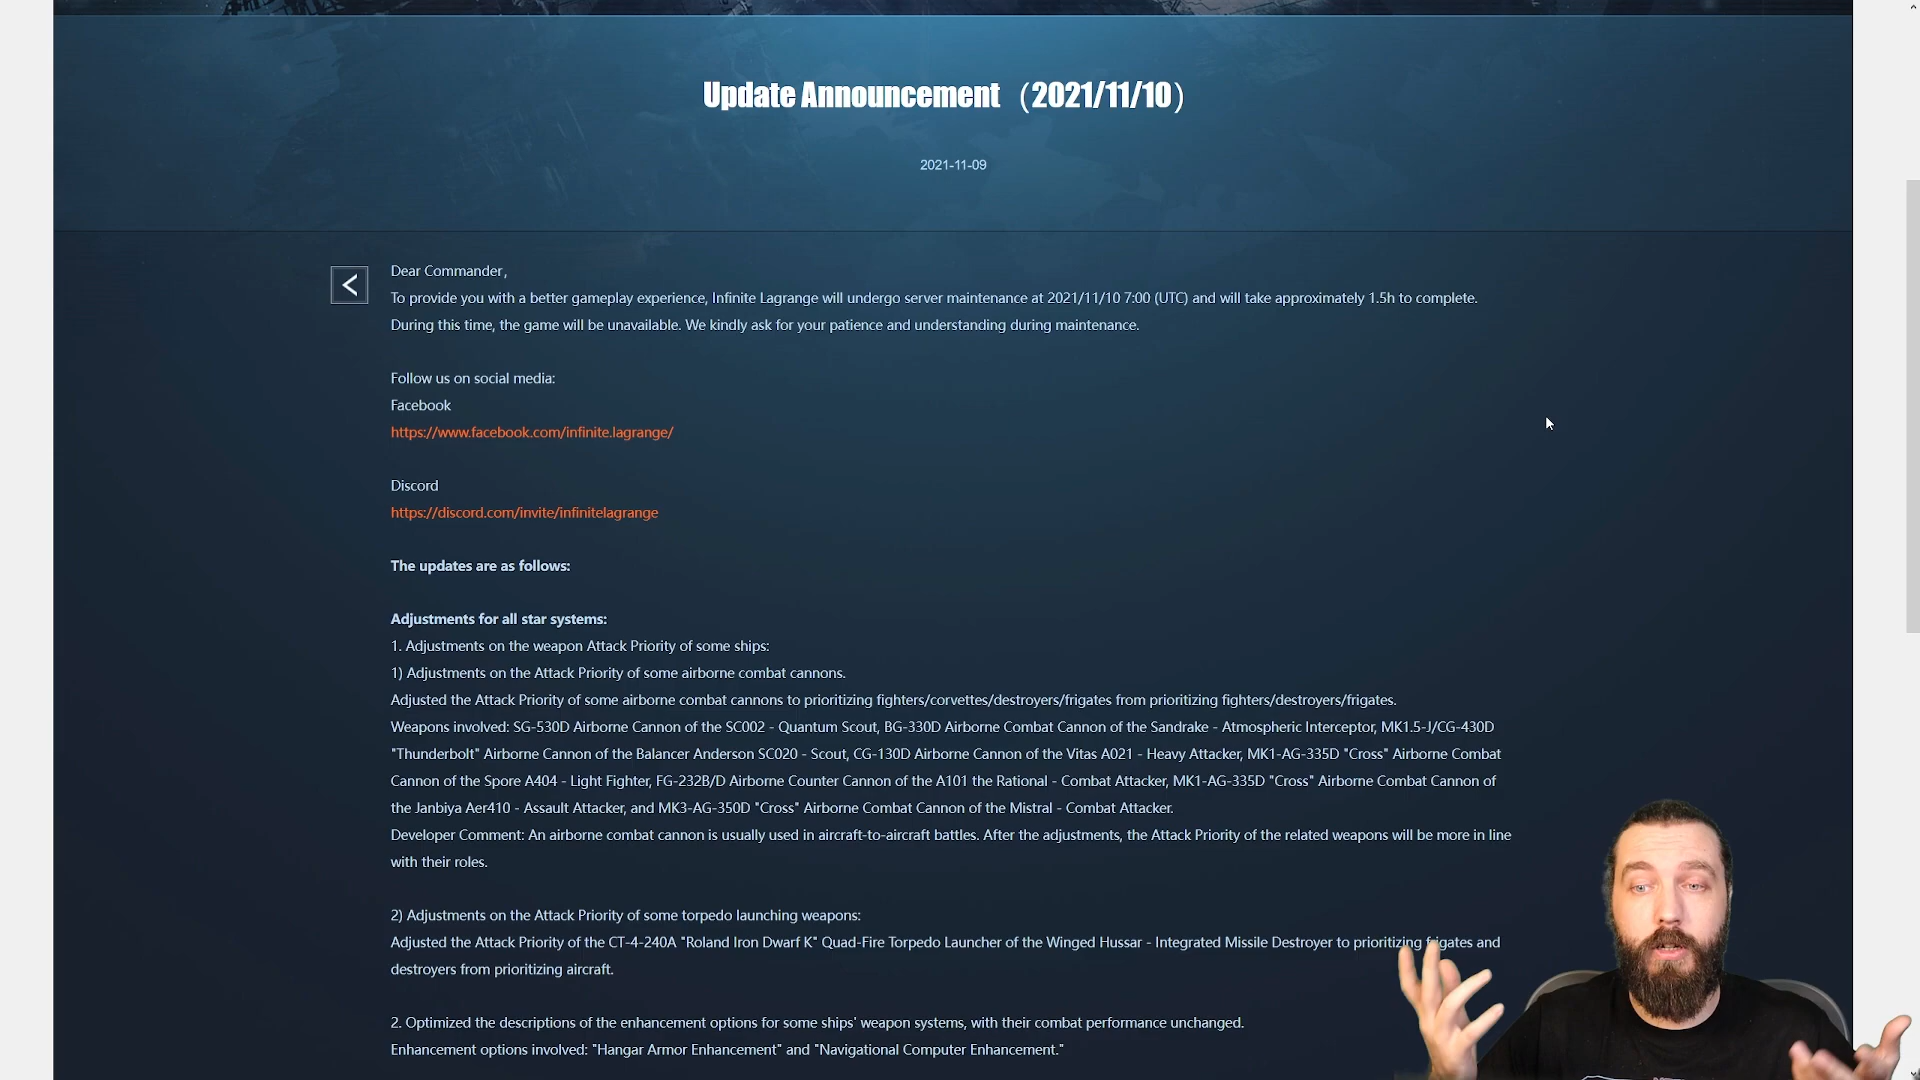 Update Announcement（2021/11/10）
2021-11-09
Dear Commander,
To provide you with a better gameplay experience, Infinite Lagrange will undergo server maintenance at 2021/11/10 7:00 (UTC) and will take approximately 1.5h to complete.
During this time, the game will be unavailable. We kindly ask for your patience and understanding during maintenance.
Follow us on social media:
Facebook
https://www.facebook.com/infinite.lagrange/
Discord
https://discord.com/invite/infinitelagrange
The updates are as follows:
Adjustments for all star systems:
1. Adjustments on the weapon Attack Priority of some ships:
1) Adjustments on the Attack Priority of some airborne combat cannons.
Adjusted the Attack Priority of some airborne combat cannons to prioritizing fighters/corvettes/destroyers/frigates from prioritizing fighters/destroyers/frigates.
Weapons involved: SG-530D Airborne Cannon of the SC002 - Quantum Scout, BG-330D Airborne Combat Cannon of the Sandrake - Atmospheric Interceptor, MK1.5-J/CG-430D
"Thunderbolt" Airborne Cannon of the Balancer Anderson SC020 - Scout, CG-130D Airborne Cannon of the Vitas A021 - Heavy Attacker, MK1-AG-335D "Cross" Airborne Combat
Cannon of the Spore A404 - Light Fighter, FG-232B/D Airborne Counter Cannon of the A101 the Rational - Combat Attacker, MK1-AG-335D "Cross" Airborne Combat Cannon of
the Janbiya Aer410 - Assault Attacker, and MK3-AG-350D "Cross" Airborne Combat Cannon of the Mistral - Combat Attacker.
Developer Comment: An airborne combat cannon is usually used in aircraft-to-aircraft battles. After the adjustments, the Attack Priority of the related weapons will be more in line
with their roles.
2) Adjustments on the Attack Priority of some torpedo launching weapons:
Adjusted the Attack Priority of the CT-4-240A "Roland Iron Dwarf K" Quad-Fire Torpedo Launcher of the Winged Hussar - Integrated Missile Destroyer to prioritizing frigates and
destroyers from prioritizing aircraft.
2. Optimized the descriptions of the enhancement options for some ships' weapon systems, with their combat performance unchanged.
Enhancement options involved: "Hangar Armor Enhancement" and "Navigational Computer Enhancement."